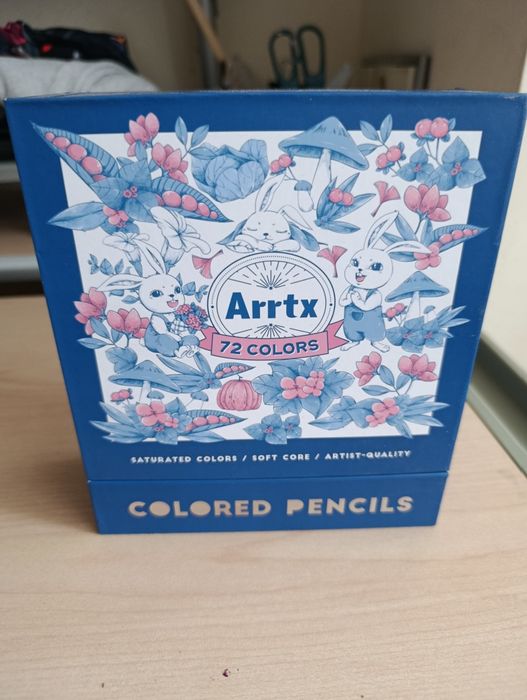 Arrtx
72 COLORS
SATURATED COLORS / SOFT CORE / ARTIST-QUALITY
COLORED PENCILS